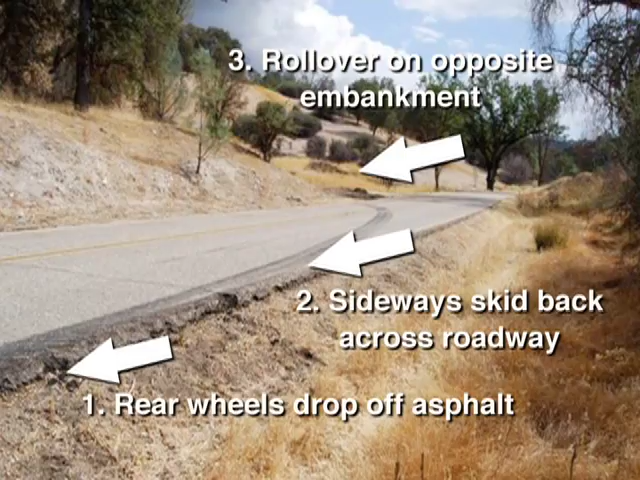 3. Rollover on opposite
embankment
2. Sideways skid back
across roadway
1. Rear wheels drop off asphalt